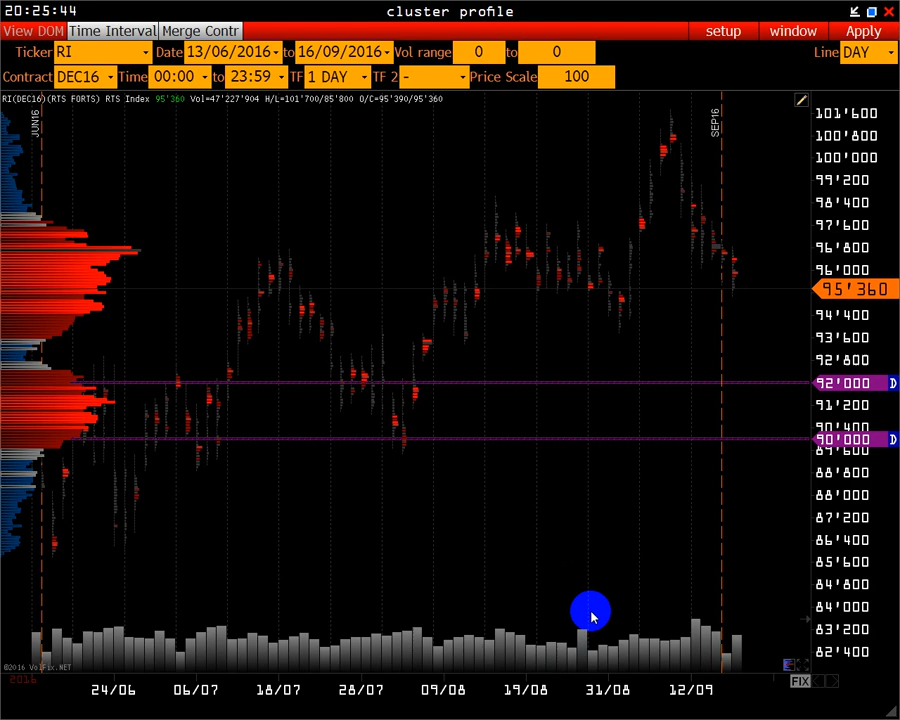 20:25:44 cluster profile
View DOM Time Interval Merge Contr setup window Apply
Ticker RI Date 13/06/2016 to 16/09/2016 Vol range 0 to 0 Line DAY
Contract DEC16 Time 00:00 to 23:59 TF 1 DAY TF 2 - Price Scale 100
RI(DEC16)(RTS FORTS) RTS Index 95'360 Vol=47'227'904 H/L=101'700/85'800 O/C=95'390/95'360
JUN16
SEP16
101'600
100'800
100'000
99'200
98'400
97'600
96'800
96'000
95'360
94'400
93'600
92'800
92'000 D
91'200
90'400
90'000 D
89'600
88'800
88'000
87'200
86'400
85'600
84'800
84'000
83'200
82'400
©2016 VolFix.NET
2016
FIX
24/06 06/07 18/07 28/07 09/08 19/08 31/08 12/09